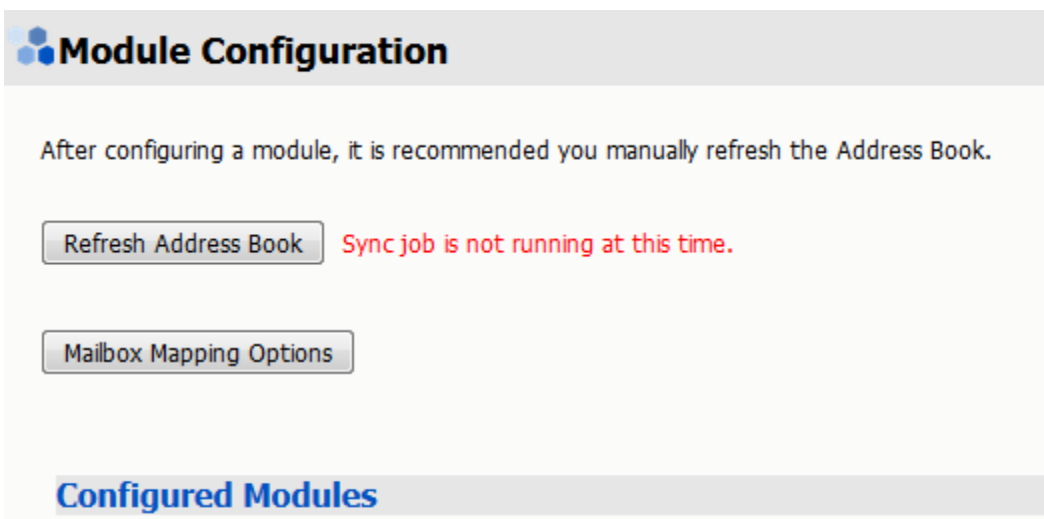 Module Configuration
After configuring a module, it is recommended you manually refresh the Address Book.
Refresh Address Book Sync job is not running at this time.
Mailbox Mapping Options
Configured Modules